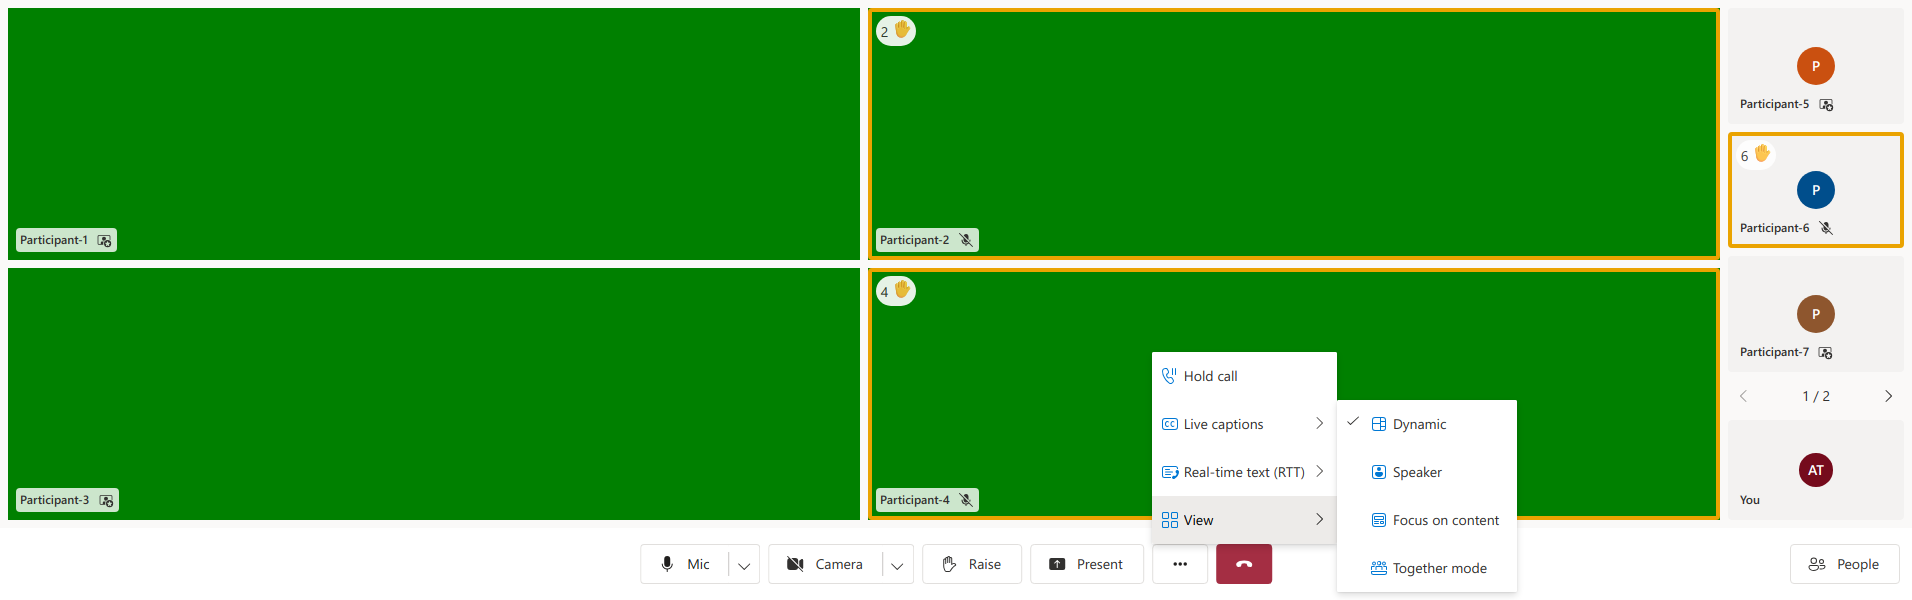 2
Participant-1
Participant-2
Participant-3
4
Participant-4
P
Participant-5
6
P
Participant-6
P
Participant-7
1 / 2
AT
You
Hold call
CC Live captions
Real-time text (RTT)
View
Dynamic
Speaker
Focus on content
Together mode
Mic
Camera
Raise
Present
People